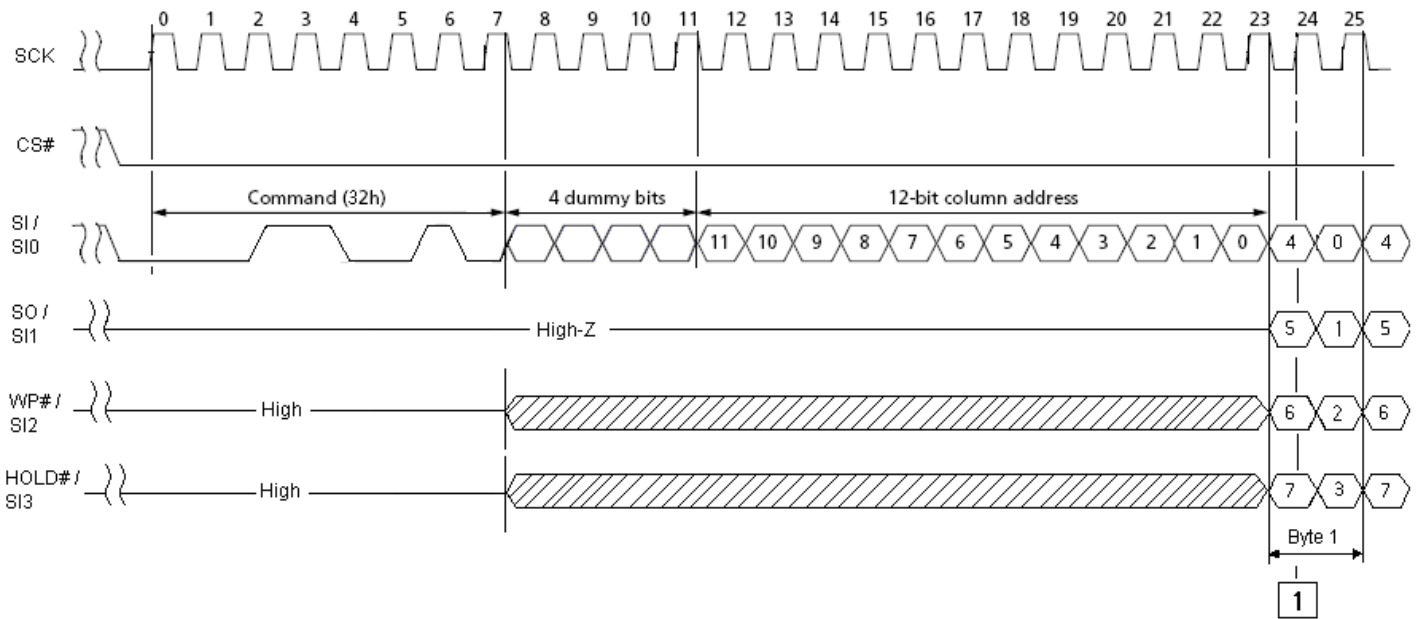 0 1 2 3 4 5 6 7 8 9 10 11 12 13 14 15 16 17 18 19 20 21 22 23 24 25
SCK
CS#
Command (32h) 4 dummy bits 12-bit column address
SI /
SI0
11 10 9 8 7 6 5 4 3 2 1 0 4 0 4
SO /
SI1
High-Z
5 1 5
WP# /
SI2
High
6 2 6
HOLD# /
SI3
High
7 3 7
Byte 1
1